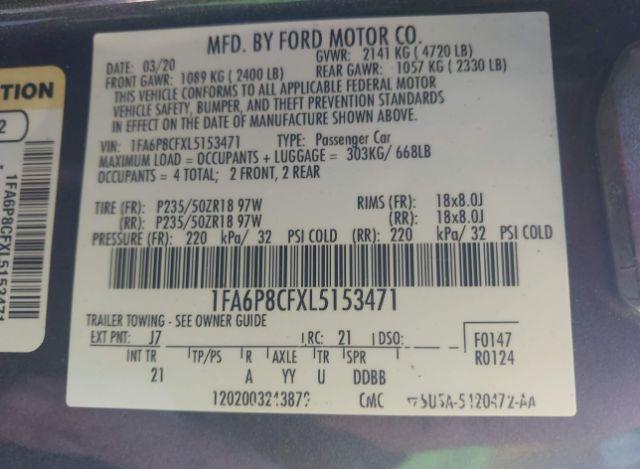 MFD. BY FORD MOTOR CO.
DATE: 03/20 GVWR: 2141 KG (4720 LB)
FRONT GAWR: 1089 KG (2400 LB) REAR GAWR: 1057 KG (2330 LB)
THIS VEHICLE CONFORMS TO ALL APPLICABLE FEDERAL MOTOR
VEHICLE SAFETY, BUMPER, AND THEFT PREVENTION STANDARDS
IN EFFECT ON THE DATE OF MANUFACTURE SHOWN ABOVE.
VIN: 1FA6P8CFXL5153471 TYPE: Passenger Car
MAXIMUM LOAD = OCCUPANTS + LUGGAGE = 303KG/ 668LB
OCCUPANTS = 4 TOTAL; 2 FRONT, 2 REAR
TIRE (FR): P235/50ZR18 97W RIMS (FR): 18x8.0J
(RR): P235/50ZR18 97W (RR): 18x8.0J
PRESSURE (FR): 220 kPa/ 32 PSI COLD (RR): 220 kPa/ 32 PSI COLD
1FA6P8CFXL5153471
TRAILER TOWING - SEE OWNER GUIDE
EXT PNT: J7 RC: 21 DSO: F0147
INT TR TP/PS R AXLE TR SPR R0124
21 A YY U DDBB
1202003243879 CMC
TION
2
1FA6P8CFXL5153471